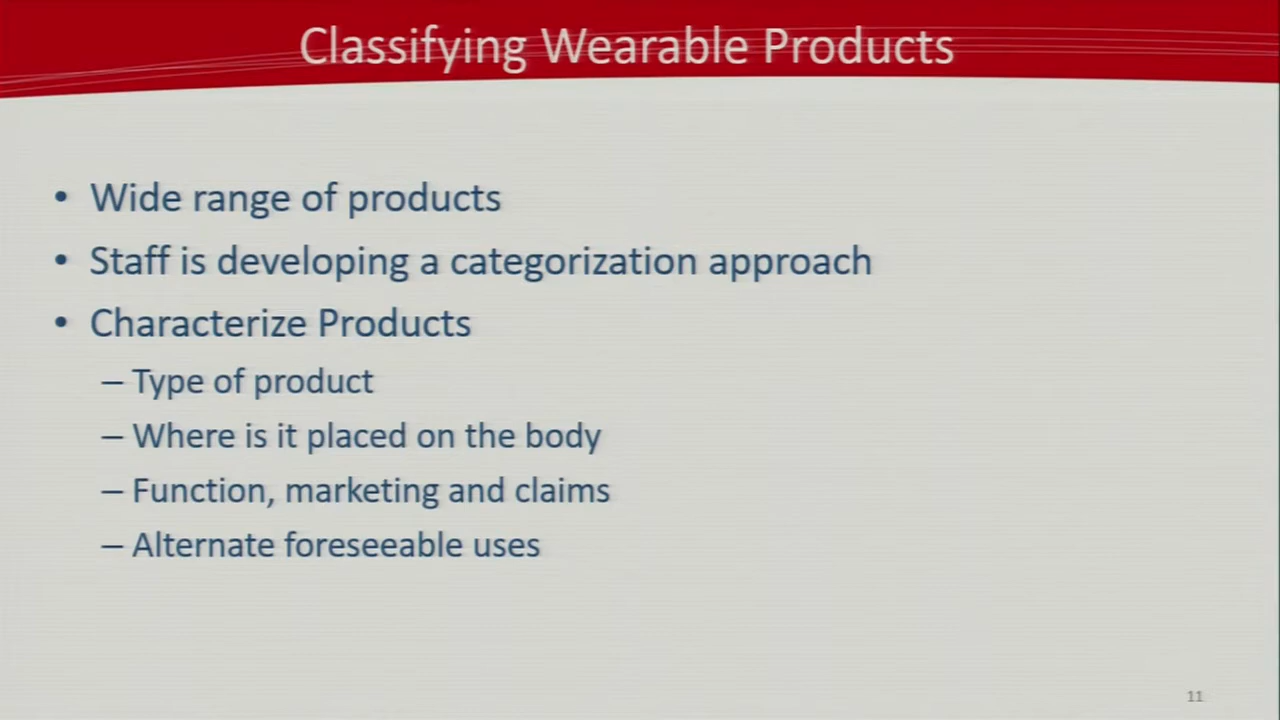 Classifying Wearable Products
• Wide range of products
• Staff is developing a categorization approach
• Characterize Products
– Type of product
– Where is it placed on the body
– Function, marketing and claims
– Alternate foreseeable uses
11